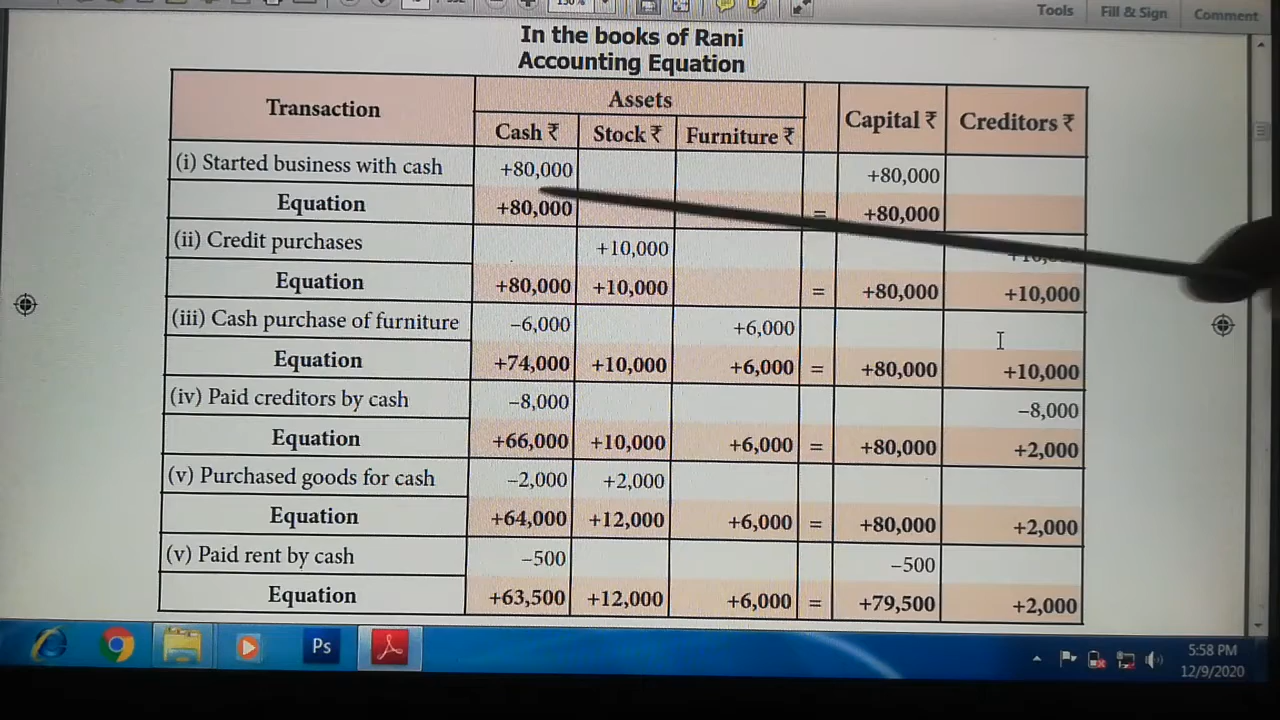 Tools Fill & Sign Comment
In the books of Rani
Accounting Equation
Transaction Assets Capital ₹ Creditors ₹
Cash ₹ Stock ₹ Furniture ₹
(i) Started business with cash +80,000 +80,000
Equation +80,000 = +80,000
(ii) Credit purchases +10,000
Equation +80,000 +10,000 = +80,000 +10,000
(iii) Cash purchase of furniture –6,000 +6,000
Equation +74,000 +10,000 +6,000 = +80,000 +10,000
(iv) Paid creditors by cash –8,000 –8,000
Equation +66,000 +10,000 +6,000 = +80,000 +2,000
(v) Purchased goods for cash –2,000 +2,000
Equation +64,000 +12,000 +6,000 = +80,000 +2,000
(v) Paid rent by cash –500 –500
Equation +63,500 +12,000 +6,000 = +79,500 +2,000
Ps
5:58 PM
12/9/2020